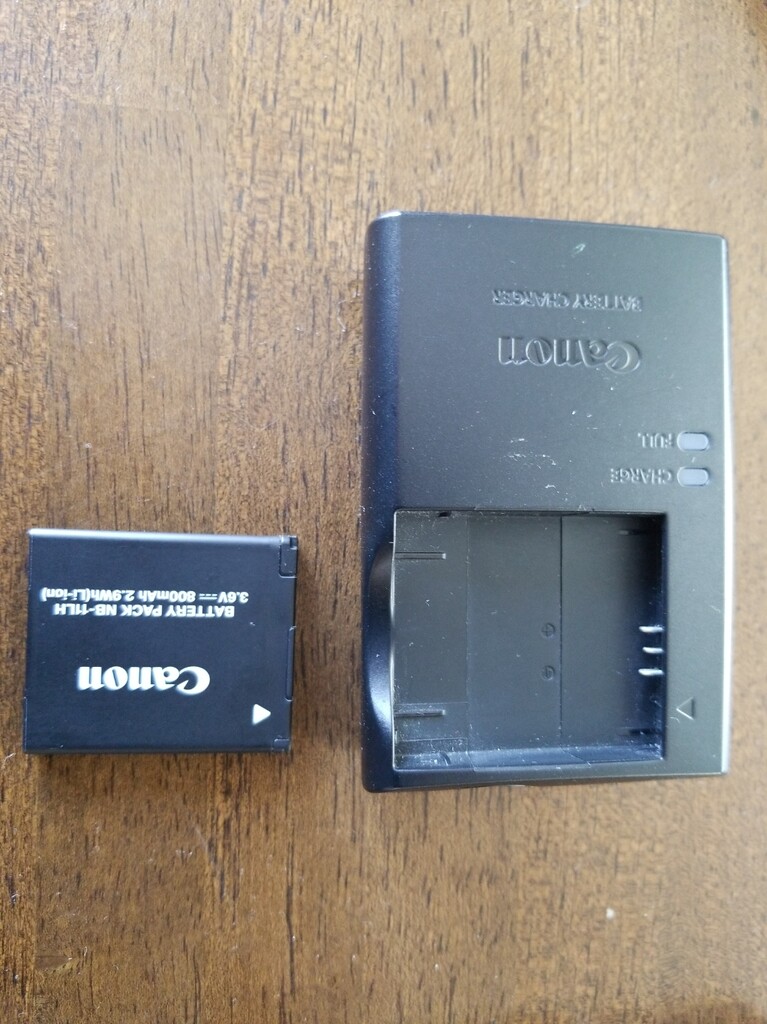 Canon
BATTERY PACK NB-11LH
3.6V⎓800mAh 2.9Wh(Li-ion)
CHARGE
FULL
Canon
BATTERY CHARGER